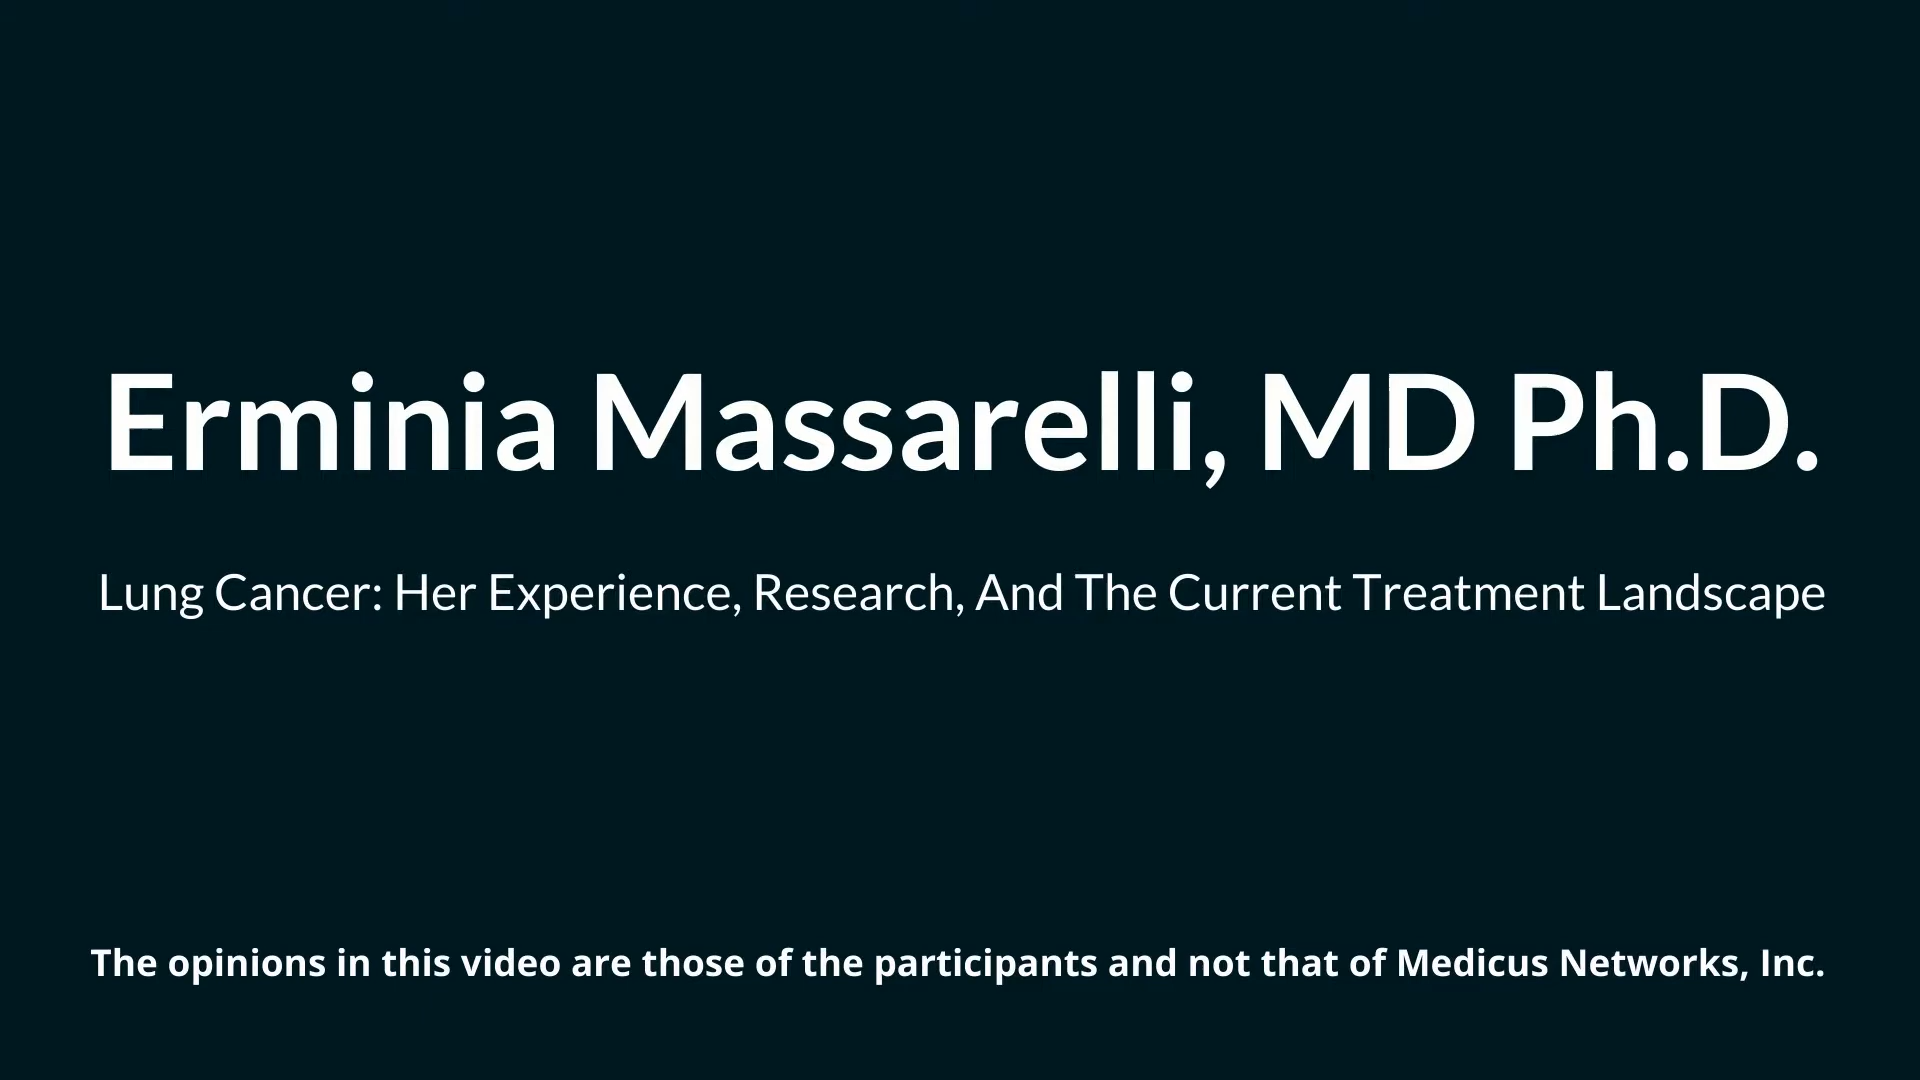 Erminia Massarelli, MD Ph.D.
Lung Cancer: Her Experience, Research, And The Current Treatment Landscape
The opinions in this video are those of the participants and not that of Medicus Networks, Inc.